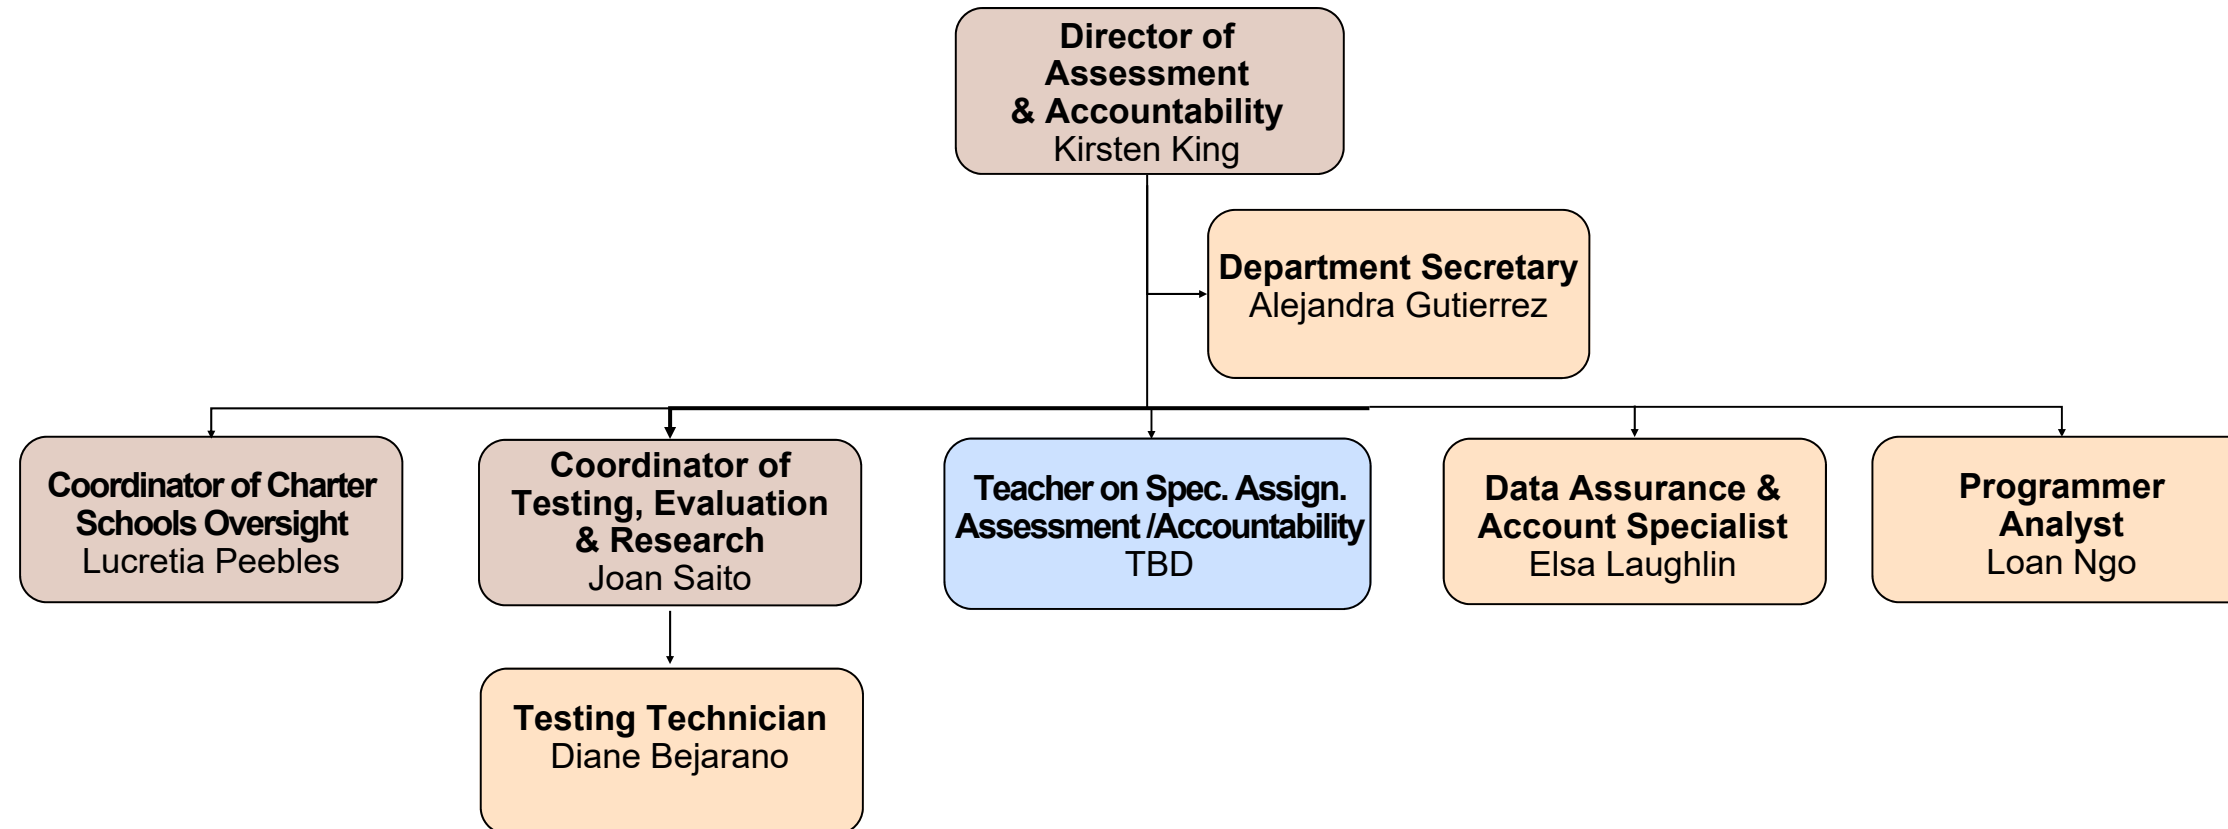 Director of
Assessment
& Accountability
Kirsten King
Department Secretary
Alejandra Gutierrez
Coordinator of Charter
Schools Oversight
Lucretia Peebles
Coordinator of
Testing, Evaluation
& Research
Joan Saito
Teacher on Spec. Assign.
Assessment /Accountability
TBD
Data Assurance &
Account Specialist
Elsa Laughlin
Programmer
Analyst
Loan Ngo
Testing Technician
Diane Bejarano